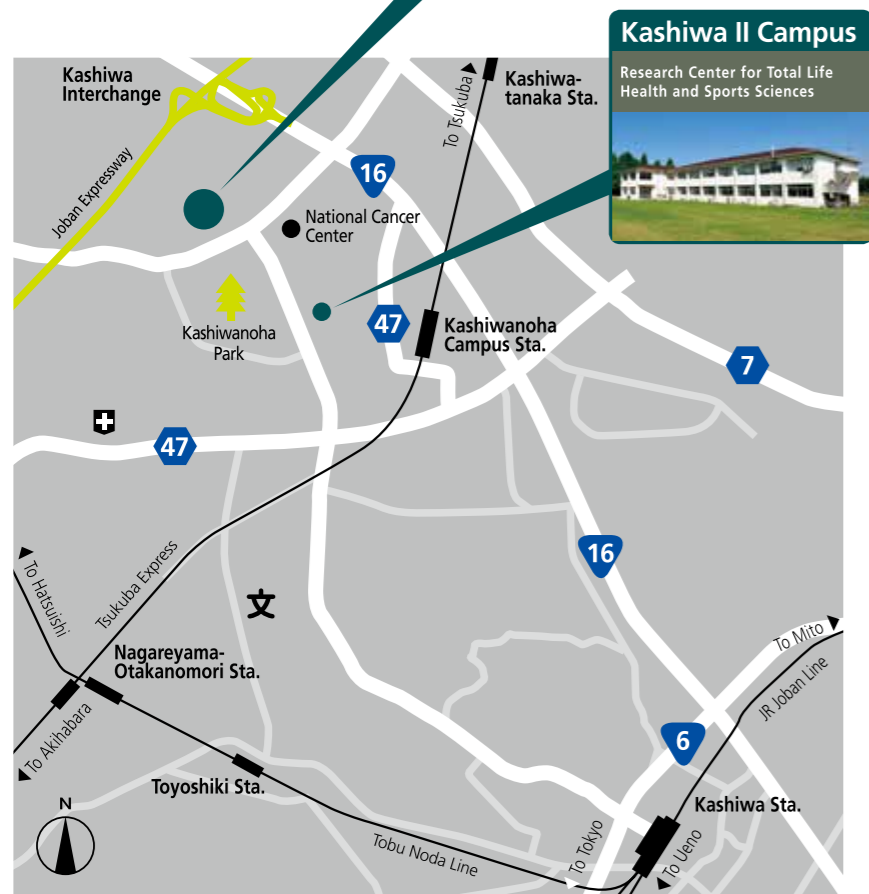 Kashiwa II Campus
Research Center for Total Life
Health and Sports Sciences
Kashiwa
Interchange
Kashiwa-
tanaka Sta.
To Tsukuba
Joban Expressway
16
National Cancer
Center
Kashiwanoha
Park
47
Kashiwanoha
Campus Sta.
7
47
16
To Hatsuishi
Tsukuba Express
文
Nagareyama-
Otakanomori Sta.
To Mito
JR Joban Line
To Akihabara
6
Toyoshiki Sta.
Kashiwa Sta.
N
Tobu Noda Line
To Tokyo
To Ueno